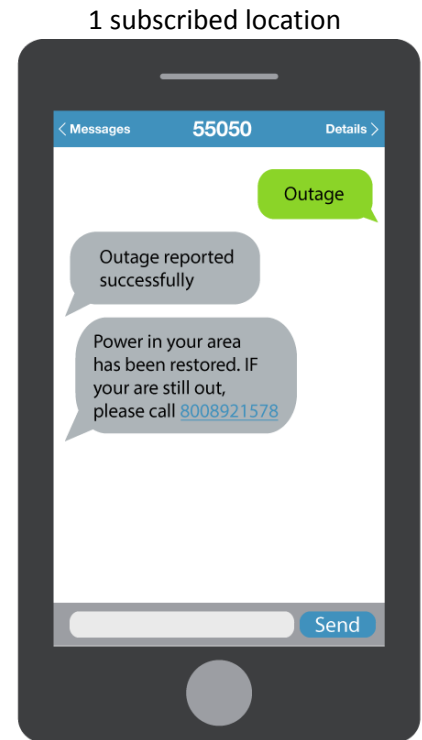 1 subscribed location
< Messages 55050 Details >
Outage
Outage reported
successfully
Power in your area
has been restored. IF
your are still out,
please call 8008921578
Send